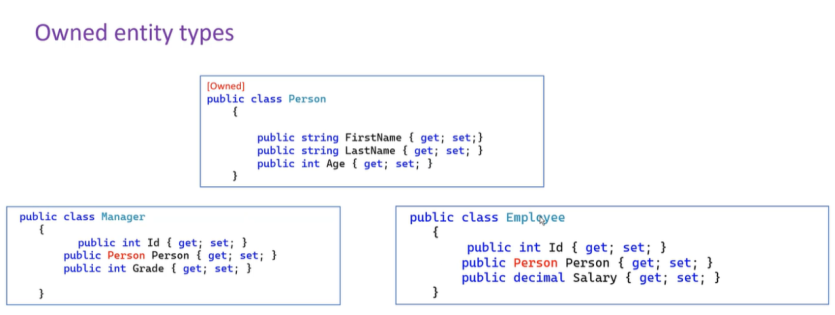 Owned entity types
[Owned]
public class Person
{
public string FirstName { get; set;}
public string LastName { get; set; }
public int Age { get; set; }
}
public class Manager
{
public int Id { get; set; }
public Person Person { get; set; }
public int Grade { get; set; }
}
public class Employee
{
public int Id { get; set; }
public Person Person { get; set; }
public decimal Salary { get; set; }
}